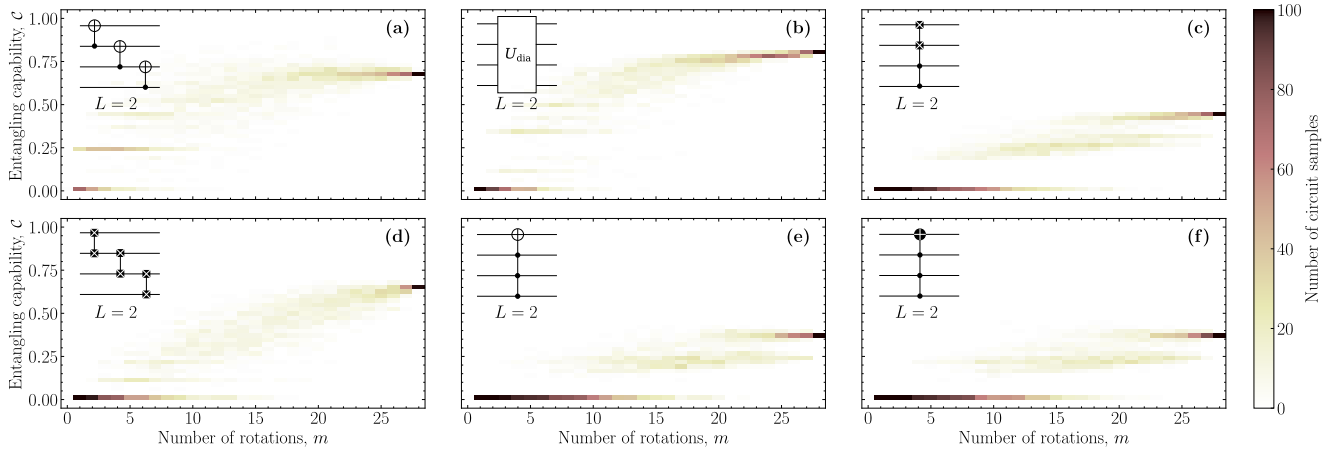 1.00
0.75
0.50
0.25
0.00
Entangling capability, 𝒞
L = 2
(a)
U_dia
L = 2
(b)
L = 2
(c)
1.00
0.75
0.50
0.25
0.00
Entangling capability, 𝒞
L = 2
(d)
L = 2
(e)
L = 2
(f)
0 5 10 15 20 25
Number of rotations, m
0 5 10 15 20 25
Number of rotations, m
0 5 10 15 20 25
Number of rotations, m
100
80
60
40
20
0
Number of circuit samples